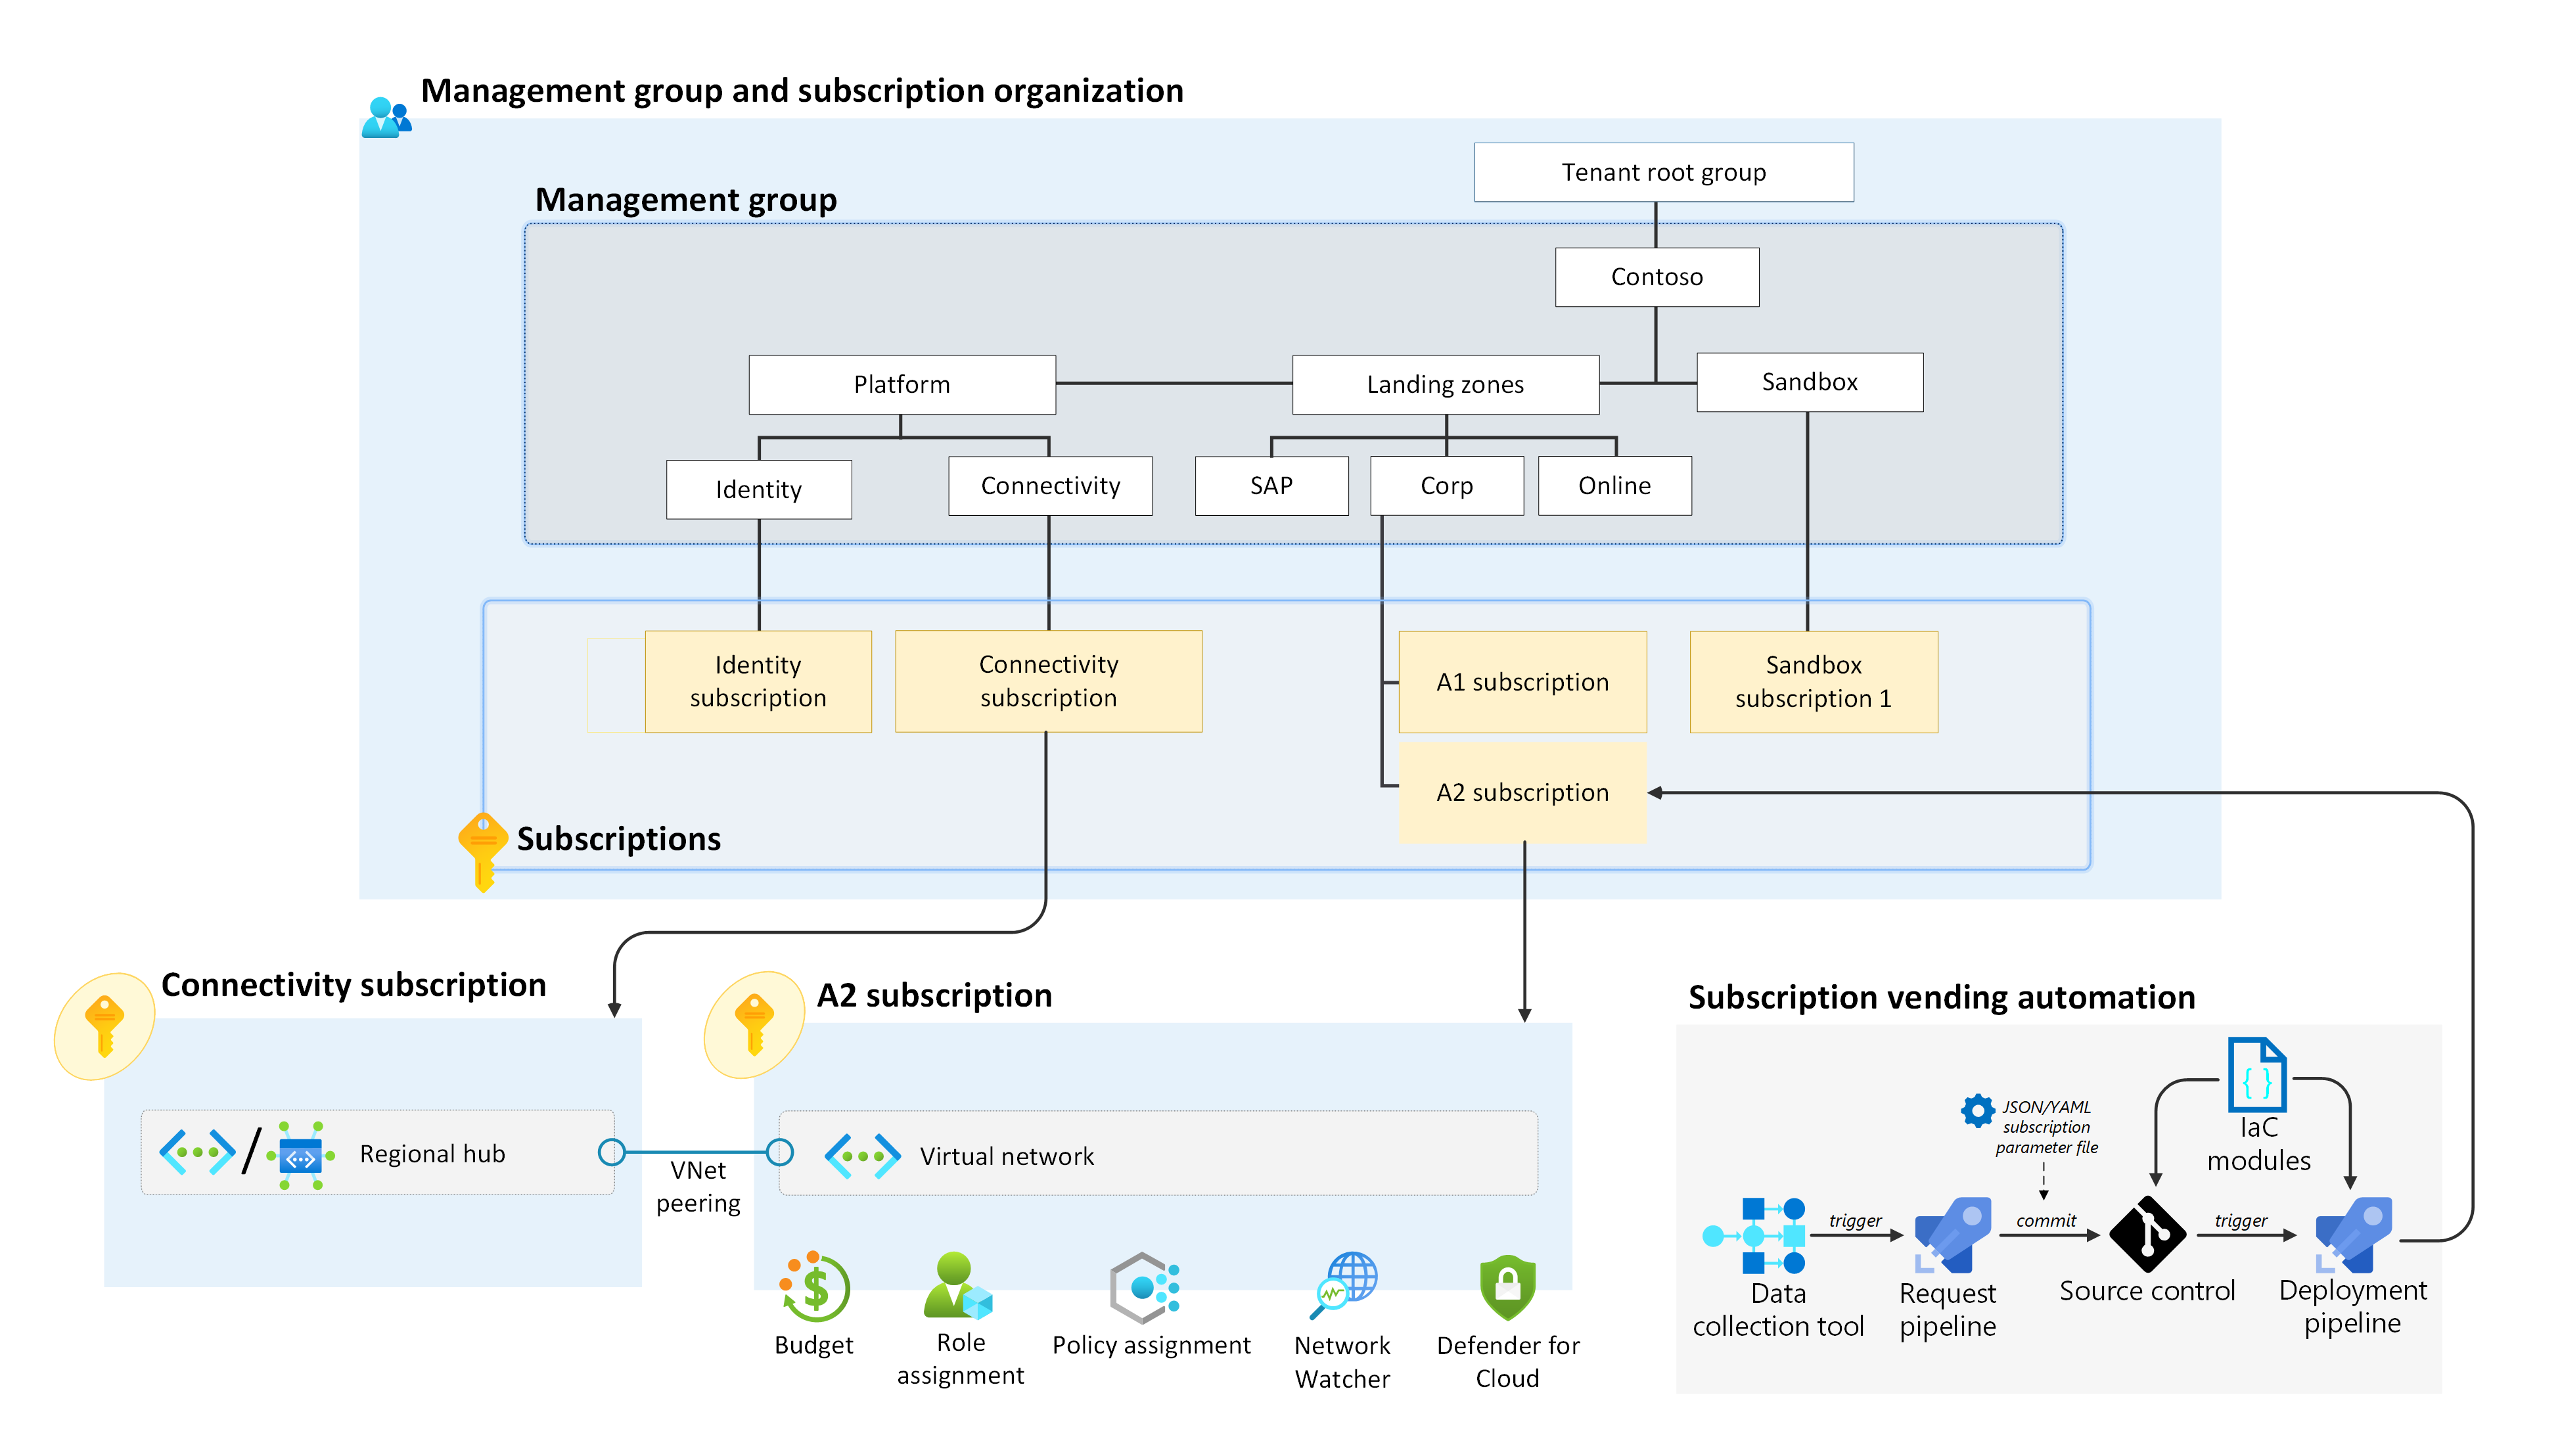 Management group and subscription organization
Tenant root group
Management group
Contoso
Platform
Landing zones
Sandbox
Identity
Connectivity
SAP
Corp
Online
Identity
subscription
Connectivity
subscription
A1 subscription
Sandbox
subscription 1
A2 subscription
Subscriptions
Connectivity subscription
Regional hub
VNet
peering
A2 subscription
Virtual network
Budget
Role
assignment
Policy assignment
Network
Watcher
Defender for
Cloud
Subscription vending automation
JSON/YAML
subscription
parameter file
IaC
modules
trigger
commit
trigger
Data
collection tool
Request
pipeline
Source control
Deployment
pipeline